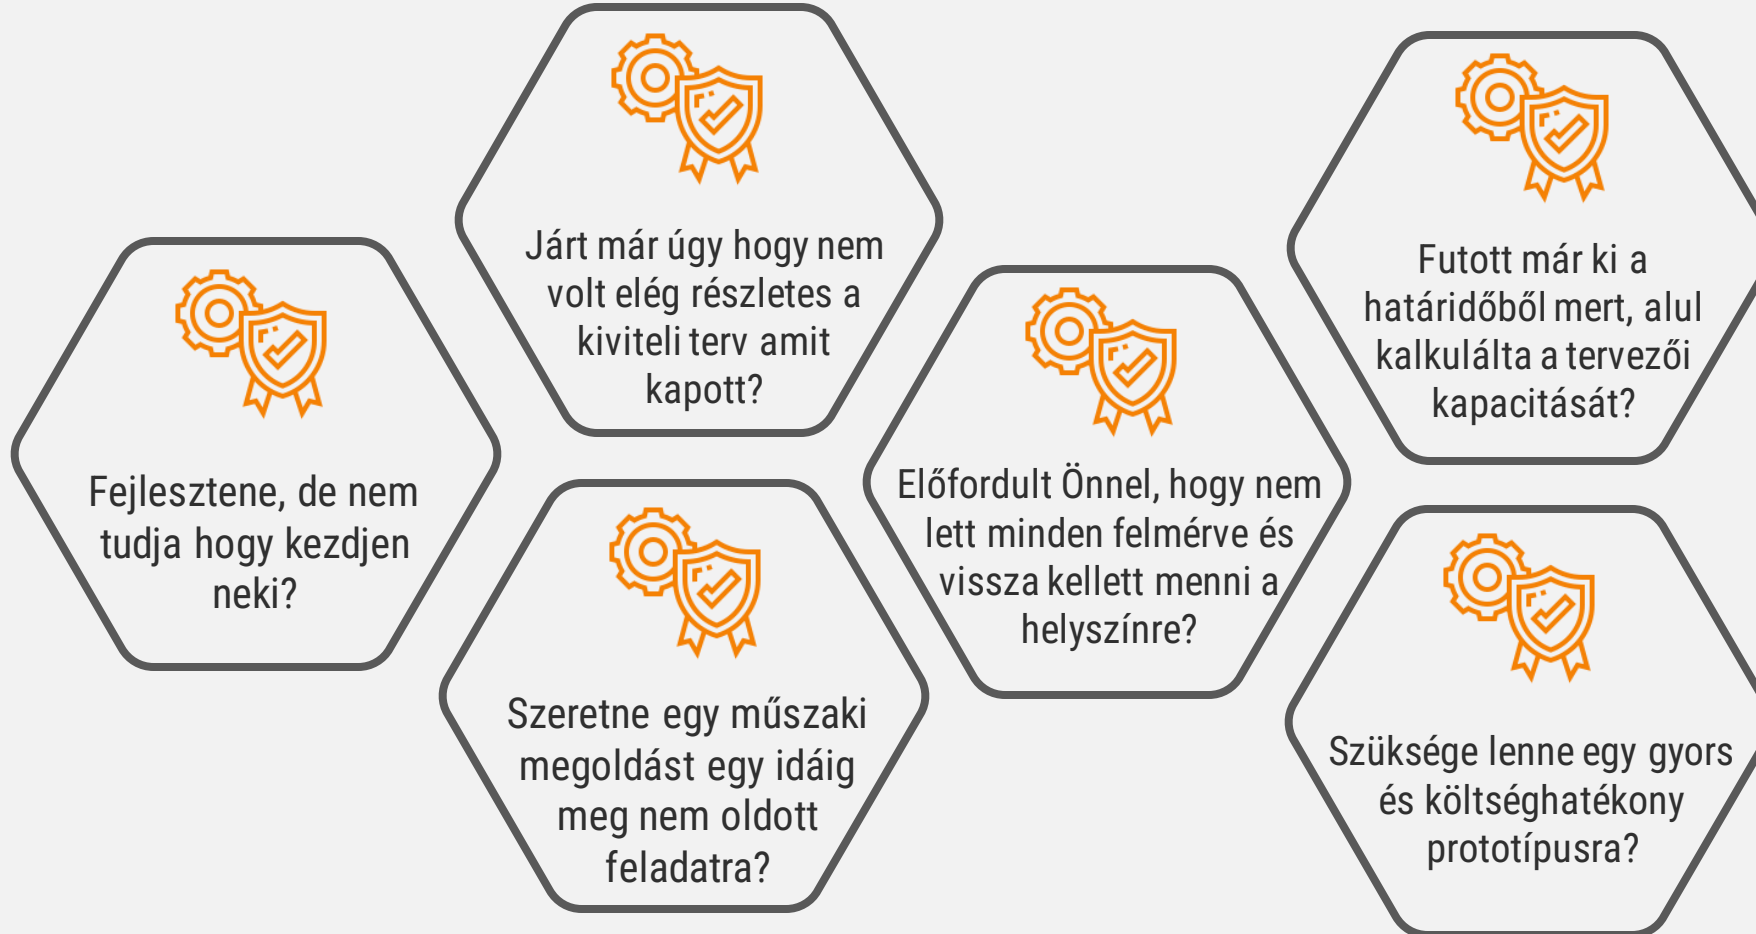 Fejlesztene, de nem
tudja hogy kezdjen
neki?
Járt már úgy hogy nem
volt elég részletes a
kiviteli terv amit
kapott?
Szeretne egy műszaki
megoldást egy idáig
meg nem oldott
feladatra?
Előfordult Önnel, hogy nem
lett minden felmérve és
vissza kellett menni a
helyszínre?
Futott már ki a
határidőből mert, alul
kalkulálta a tervezői
kapacitását?
Szüksége lenne egy gyors
és költséghatékony
prototípusra?